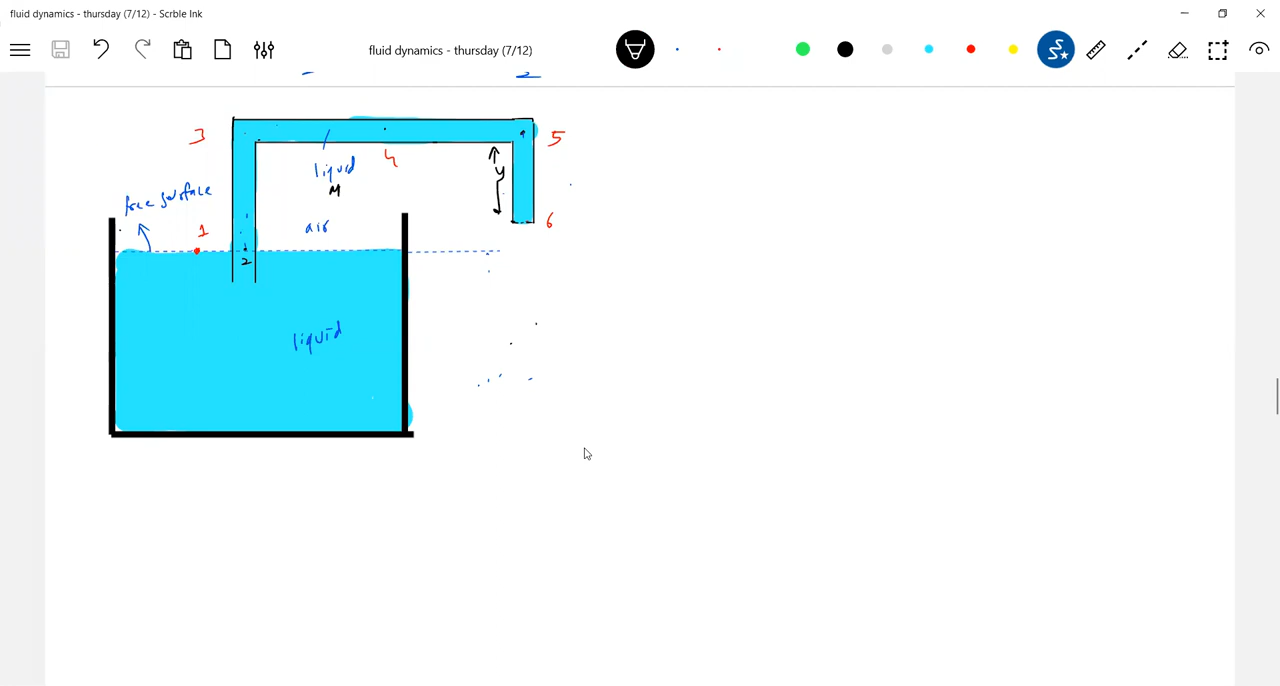 fluid dynamics - thursday (7/12) - Scrble Ink
fluid dynamics - thursday (7/12)
2
3
5
4
liquid
M
y
free surface
1
air
6
2
liquid